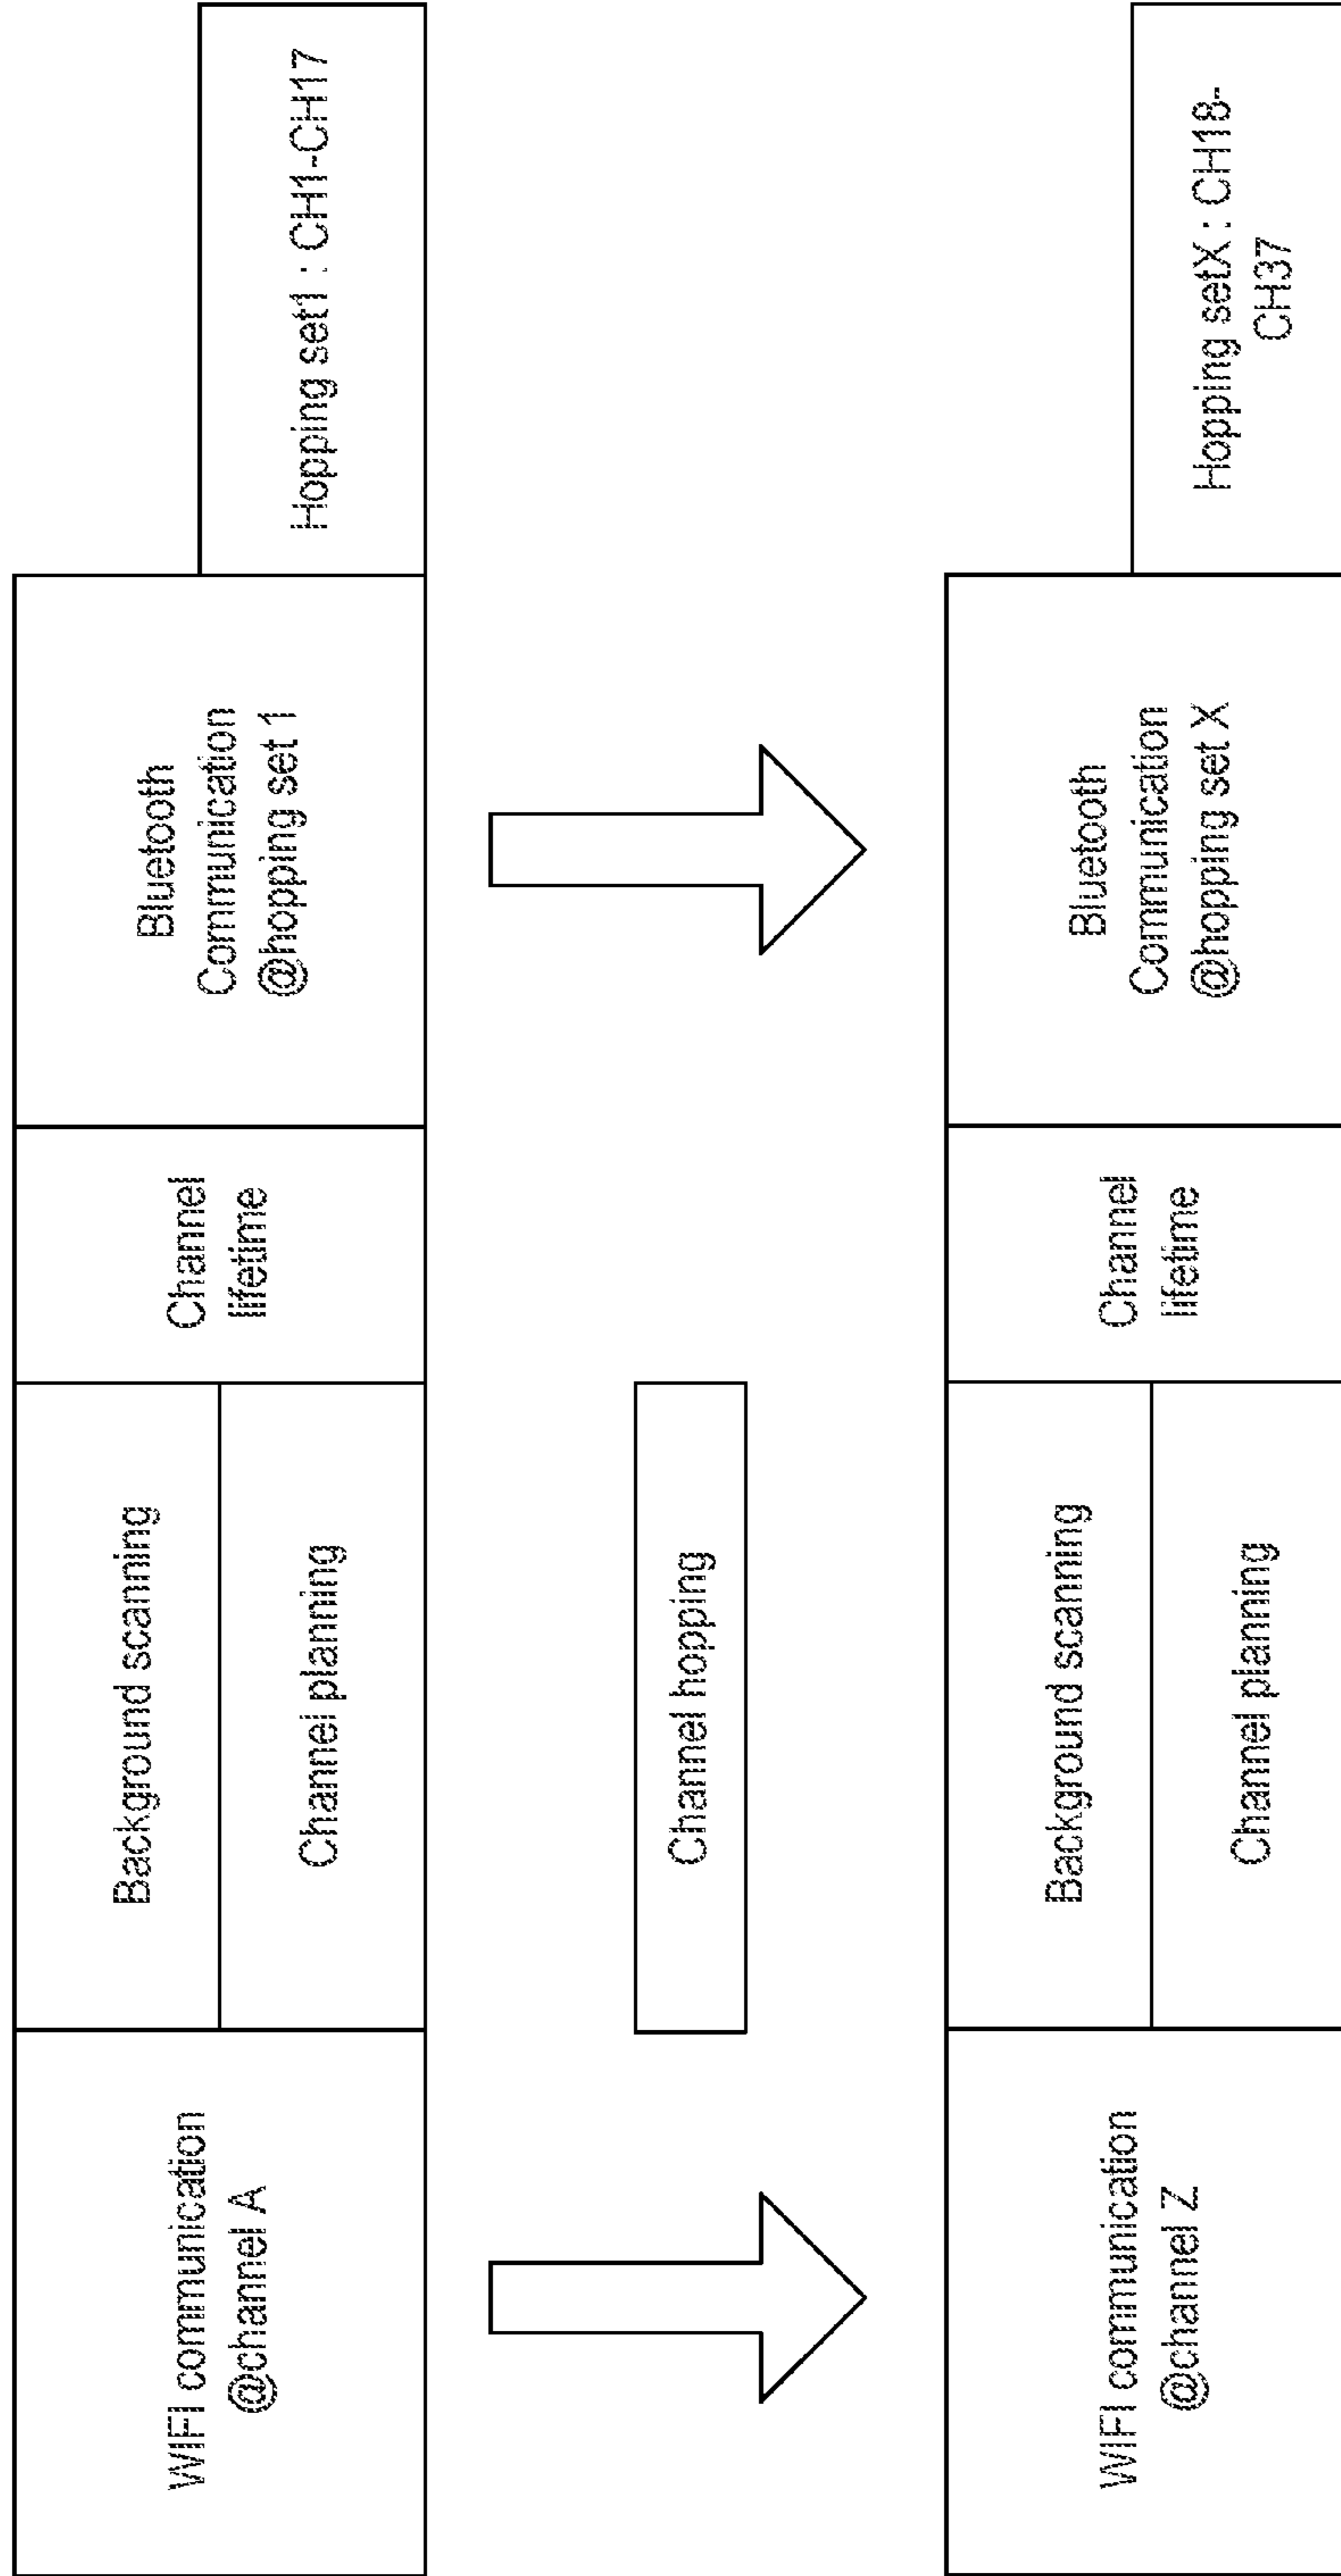 WIFI communication
@channel A
Background scanning
Channel planning
Channel
lifetime
Bluetooth
Communication
@hopping set 1
Hopping set1 : CH1-CH17
Channel hopping
WIFI communication
@channel Z
Background scanning
Channel planning
Channel
lifetime
Bluetooth
Communication
@hopping set X
Hopping setX : CH18-
CH37